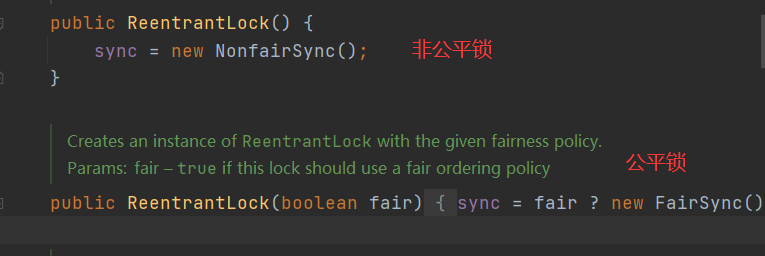 public ReentrantLock() {
sync = new NonfairSync(); 非公平锁
}
Creates an instance of ReentrantLock with the given fairness policy.
Params: fair – true if this lock should use a fair ordering policy 公平锁
public ReentrantLock(boolean fair) { sync = fair ? new FairSync()